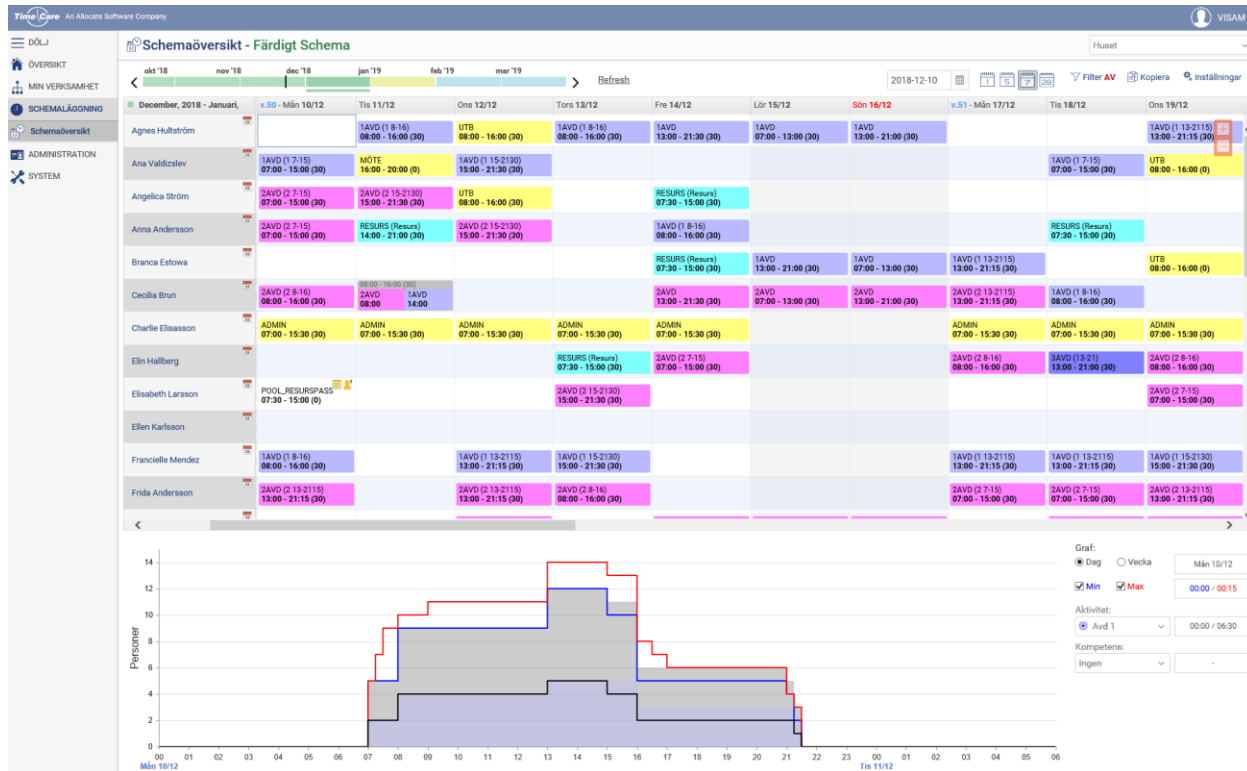 Time Care An Allocate Software Company
VISAM
DÖLJ
ÖVERSIKT
MIN VERKSAMHET
SCHEMALÄGGNING
Schemaöversikt
ADMINISTRATION
SYSTEM
Schemaöversikt - Färdigt Schema
Huset
okt '18 nov '18 dec '18 jan '19 feb '19 mar '19
Refresh
2018-12-10
1 5 7 28
Filter AV
Kopiera
Inställningar
December, 2018 - Januari, v.50 - Mån 10/12 Tis 11/12 Ons 12/12 Tors 13/12 Fre 14/12 Lör 15/12 Sön 16/12 v.51 - Mån 17/12 Tis 18/12 Ons 19/12
Agnes Hultström
1AVD (1 8-16) UTB 1AVD (1 8-16) 1AVD 1AVD 1AVD 1AVD (1 13-2115)
08:00 - 16:00 (30) 08:00 - 16:00 (30) 08:00 - 16:00 (30) 13:00 - 21:30 (30) 07:00 - 13:00 (30) 13:00 - 21:00 (30) 13:00 - 21:15 (30)
Ana Valdizslev
1AVD (1 7-15) MÖTE 1AVD (1 15-2130) 1AVD (1 7-15) UTB
07:00 - 15:00 (30) 16:00 - 20:00 (0) 15:00 - 21:30 (30) 07:00 - 15:00 (30) 08:00 - 16:00 (0)
Angelica Ström
2AVD (2 7-15) 2AVD (2 15-2130) UTB RESURS (Resurs)
07:00 - 15:00 (30) 15:00 - 21:30 (30) 08:00 - 16:00 (30) 07:30 - 15:00 (30)
Anna Andersson
2AVD (2 7-15) RESURS (Resurs) 2AVD (2 15-2130) 1AVD (1 8-16) RESURS (Resurs)
07:00 - 15:00 (30) 14:00 - 21:00 (30) 15:00 - 21:30 (30) 08:00 - 16:00 (30) 07:30 - 15:00 (30)
Branca Estowa
RESURS (Resurs) 1AVD 1AVD 1AVD (1 13-2115) UTB
07:30 - 15:00 (30) 13:00 - 21:00 (30) 07:00 - 13:00 (30) 13:00 - 21:15 (30) 08:00 - 16:00 (0)
Cecilia Brun
08:00 - 16:00 (30)
2AVD (2 8-16) 2AVD 1AVD 2AVD 2AVD 2AVD 2AVD (2 13-2115) 1AVD (1 8-16)
08:00 - 16:00 (30) 08:00 14:00 13:00 - 21:30 (30) 07:00 - 13:00 (30) 13:00 - 21:00 (30) 13:00 - 21:15 (30) 08:00 - 16:00 (30)
Charlie Elisasson
ADMIN ADMIN ADMIN ADMIN ADMIN ADMIN ADMIN ADMIN
07:00 - 15:30 (30) 07:00 - 15:30 (30) 07:00 - 15:30 (30) 07:00 - 15:30 (30) 07:00 - 15:30 (30) 07:00 - 15:30 (30) 07:00 - 15:30 (30) 07:00 - 15:30 (30)
Elin Hallberg
RESURS (Resurs) 2AVD (2 7-15) 2AVD (2 8-16) 3AVD (13-21) 2AVD (2 8-16)
07:30 - 15:00 (30) 07:00 - 15:00 (30) 08:00 - 16:00 (30) 13:00 - 21:00 (30) 08:00 - 16:00 (30)
Elisabeth Larsson
POOL_RESURSPASS 2AVD (2 15-2130) 2AVD (2 7-15)
07:30 - 15:00 (0) 15:00 - 21:30 (30) 07:00 - 15:00 (30)
Ellen Karlsson
Francielle Mendez
1AVD (1 8-16) 1AVD (1 13-2115) 1AVD (1 15-2130) 1AVD (1 13-2115) 1AVD (1 13-2115) 1AVD (1 15-2130)
08:00 - 16:00 (30) 13:00 - 21:15 (30) 15:00 - 21:30 (30) 13:00 - 21:15 (30) 13:00 - 21:15 (30) 15:00 - 21:30 (30)
Frida Andersson
2AVD (2 13-2115) 2AVD (2 13-2115) 2AVD (2 8-16) 2AVD (2 7-15) 2AVD (2 7-15) 2AVD (2 13-2115)
13:00 - 21:15 (30) 13:00 - 21:15 (30) 08:00 - 16:00 (30) 07:00 - 15:00 (30) 07:00 - 15:00 (30) 13:00 - 21:15 (30)
Personer
14
12
10
8
6
4
2
0
00 01 02 03 04 05 06 07 08 09 10 11 12 13 14 15 16 17 18 19 20 21 22 23 00 01 02 03 04 05 06
Mån 10/12 Tis 11/12
Graf:
Dag Vecka Mån 10/12
Min Max 00:00 / 00:15
Aktivitet:
Avd 1 00:00 / 06:30
Kompetens:
Ingen -